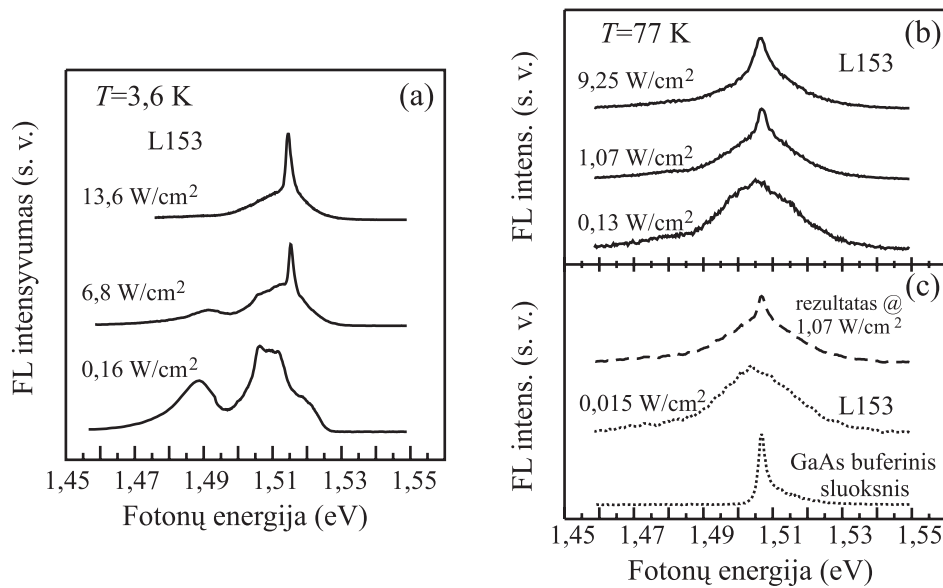 T=3,6 K
(a)
L153
13,6 W/cm²
6,8 W/cm²
0,16 W/cm²
FL intensyvumas (s. v.)
1,45 1,47 1,49 1,51 1,53 1,55
Fotonų energija (eV)
T=77 K
(b)
L153
9,25 W/cm²
1,07 W/cm²
0,13 W/cm²
FL intens. (s. v.)
(c)
rezultatas @
1,07 W/cm²
0,015 W/cm²
L153
GaAs buferinis
sluoksnis
FL intens. (s. v.)
1,45 1,47 1,49 1,51 1,53 1,55
Fotonų energija (eV)